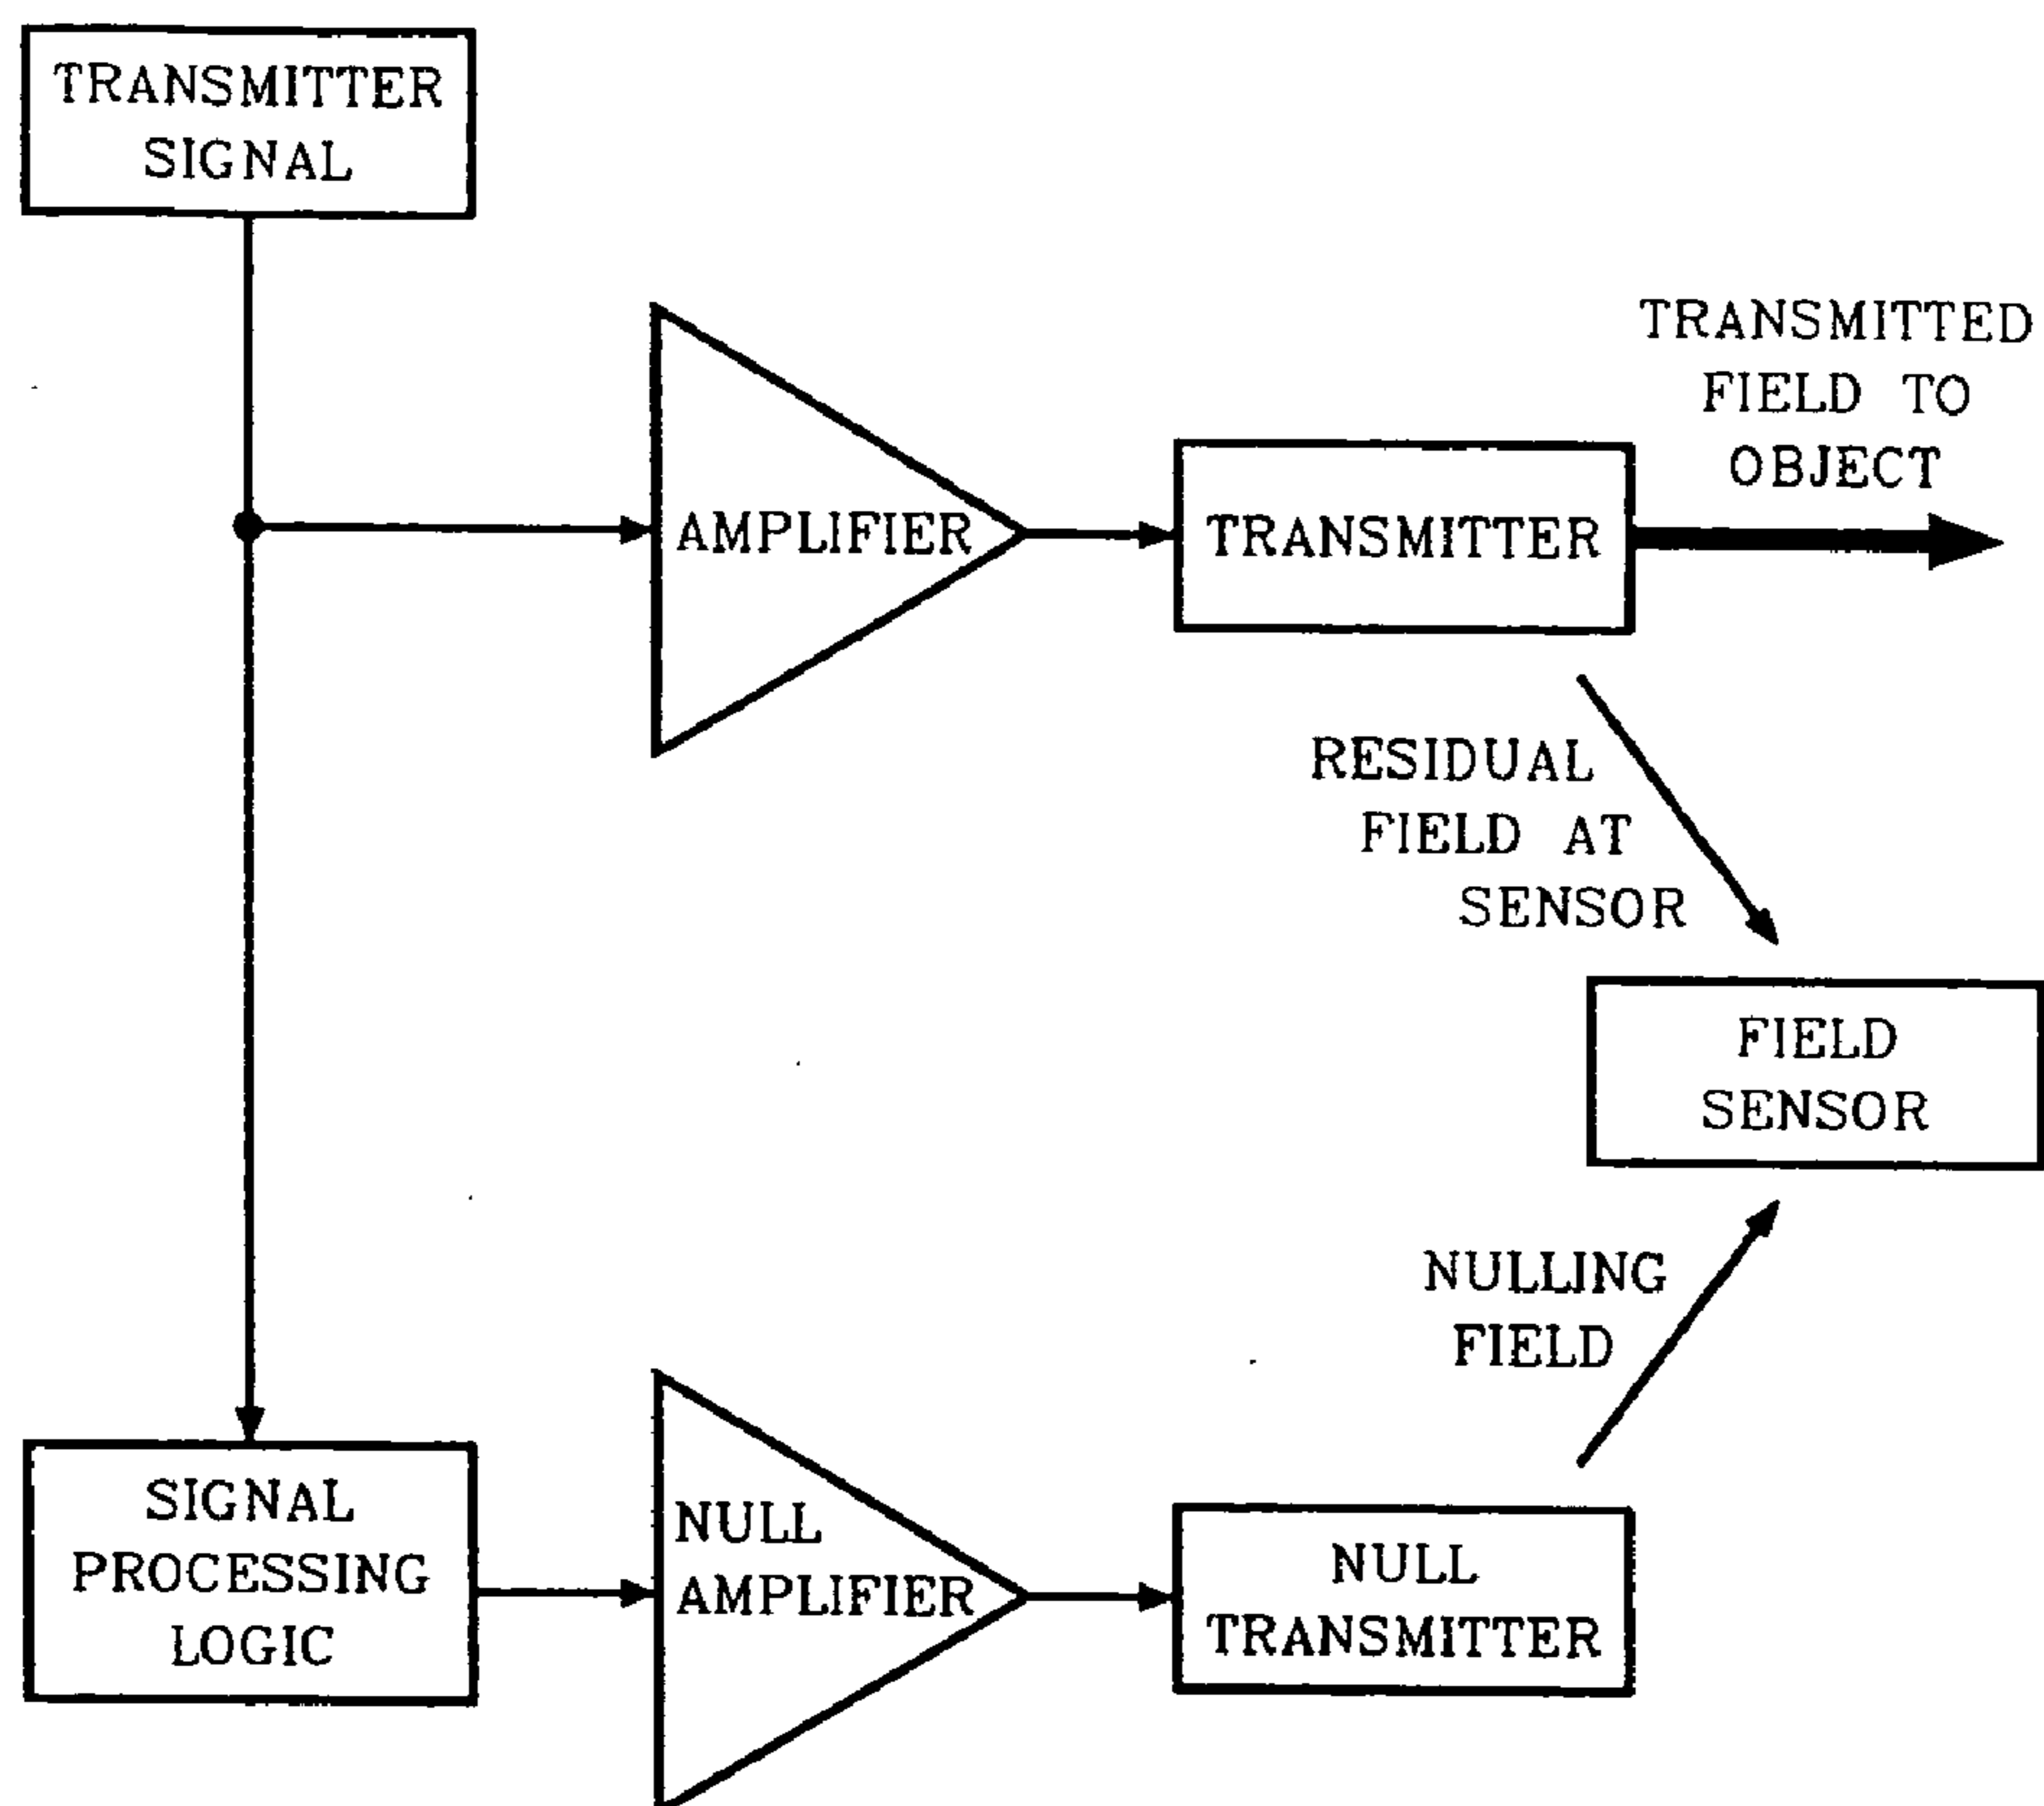 TRANSMITTER
SIGNAL
TRANSMITTED
FIELD TO
OBJECT
AMPLIFIER
TRANSMITTER
RESIDUAL
FIELD AT
SENSOR
FIELD
SENSOR
NULLING
FIELD
SIGNAL
PROCESSING
LOGIC
NULL
AMPLIFIER
NULL
TRANSMITTER